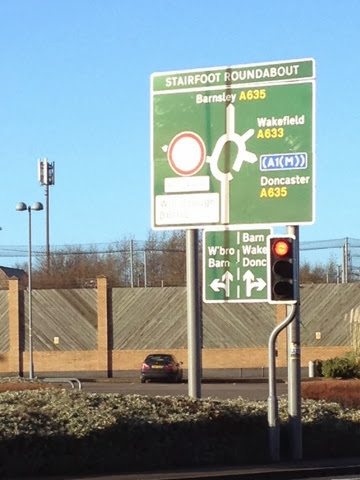 STAIRFOOT ROUNDABOUT
Barnsley A635
Wakefield
A633
(A1(M))
Doncaster
A635
W'bro
Barn
Barn
Wake
Donc